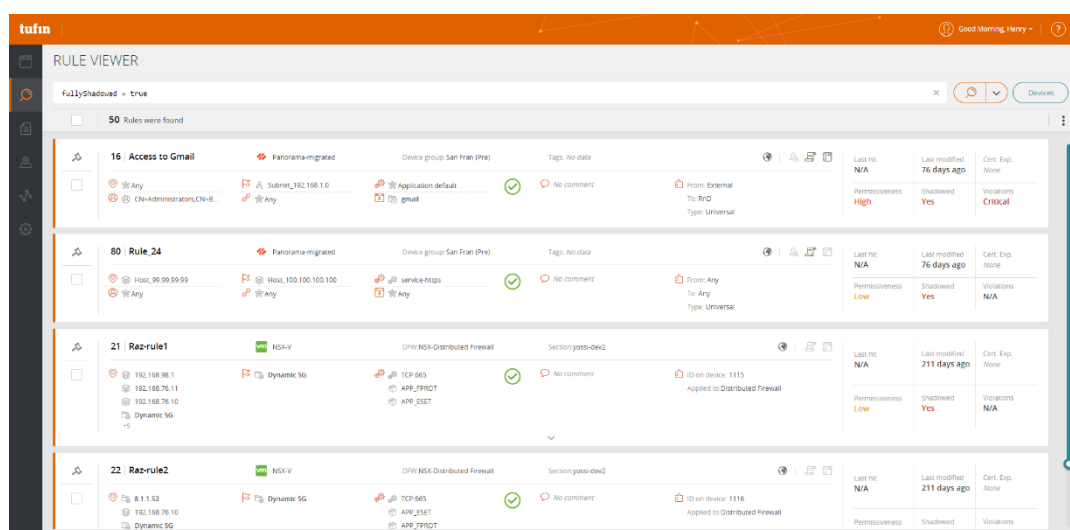 tufin
Good Morning, Henry
?
RULE VIEWER
fullyShadowed = true
Devices
50 Rules were found
16 Access to Gmail
Panorama-migrated
Device group: San Fran (Pre)
Tags: No data
Any
CN=Administrators,CN=B...
Subnet_192.168.1.0
Any
Application default
gmail
No comment
From: External
To: RnD
Type: Universal
Last hit
N/A
Last modified
76 days ago
Cert. Exp.
None
Permissiveness
High
Shadowed
Yes
Violations
Critical
80 Rule_24
Panorama-migrated
Device group: San Fran (Pre)
Tags: No data
Host_99.99.99.99
Any
Host_100.100.100.100
Any
service-https
Any
No comment
From: Any
To: Any
Type: Universal
Last hit
N/A
Last modified
76 days ago
Cert. Exp.
None
Permissiveness
Low
Shadowed
Yes
Violations
N/A
21 Raz-rule1
vm NSX-V
DFW:NSX-Distributed Firewall
Section:yossi-dev2
192.168.98.1
192.168.76.11
192.168.76.10
Dynamic SG
+5
Dynamic SG
TCP 665
APP_FPROT
APP_ESET
No comment
ID on device: 1115
Applied to: Distributed Firewall
Last hit
N/A
Last modified
211 days ago
Cert. Exp.
None
Permissiveness
Low
Shadowed
Yes
Violations
N/A
22 Raz-rule2
vm NSX-V
DFW:NSX-Distributed Firewall
Section:yossi-dev2
8.1.1.52
192.168.76.10
Dynamic SG
Dynamic SG
TCP 665
APP_ESET
APP_FPROT
No comment
ID on device: 1116
Applied to: Distributed Firewall
Last hit
N/A
Last modified
211 days ago
Cert. Exp.
None
Permissiveness
Shadowed
Violations